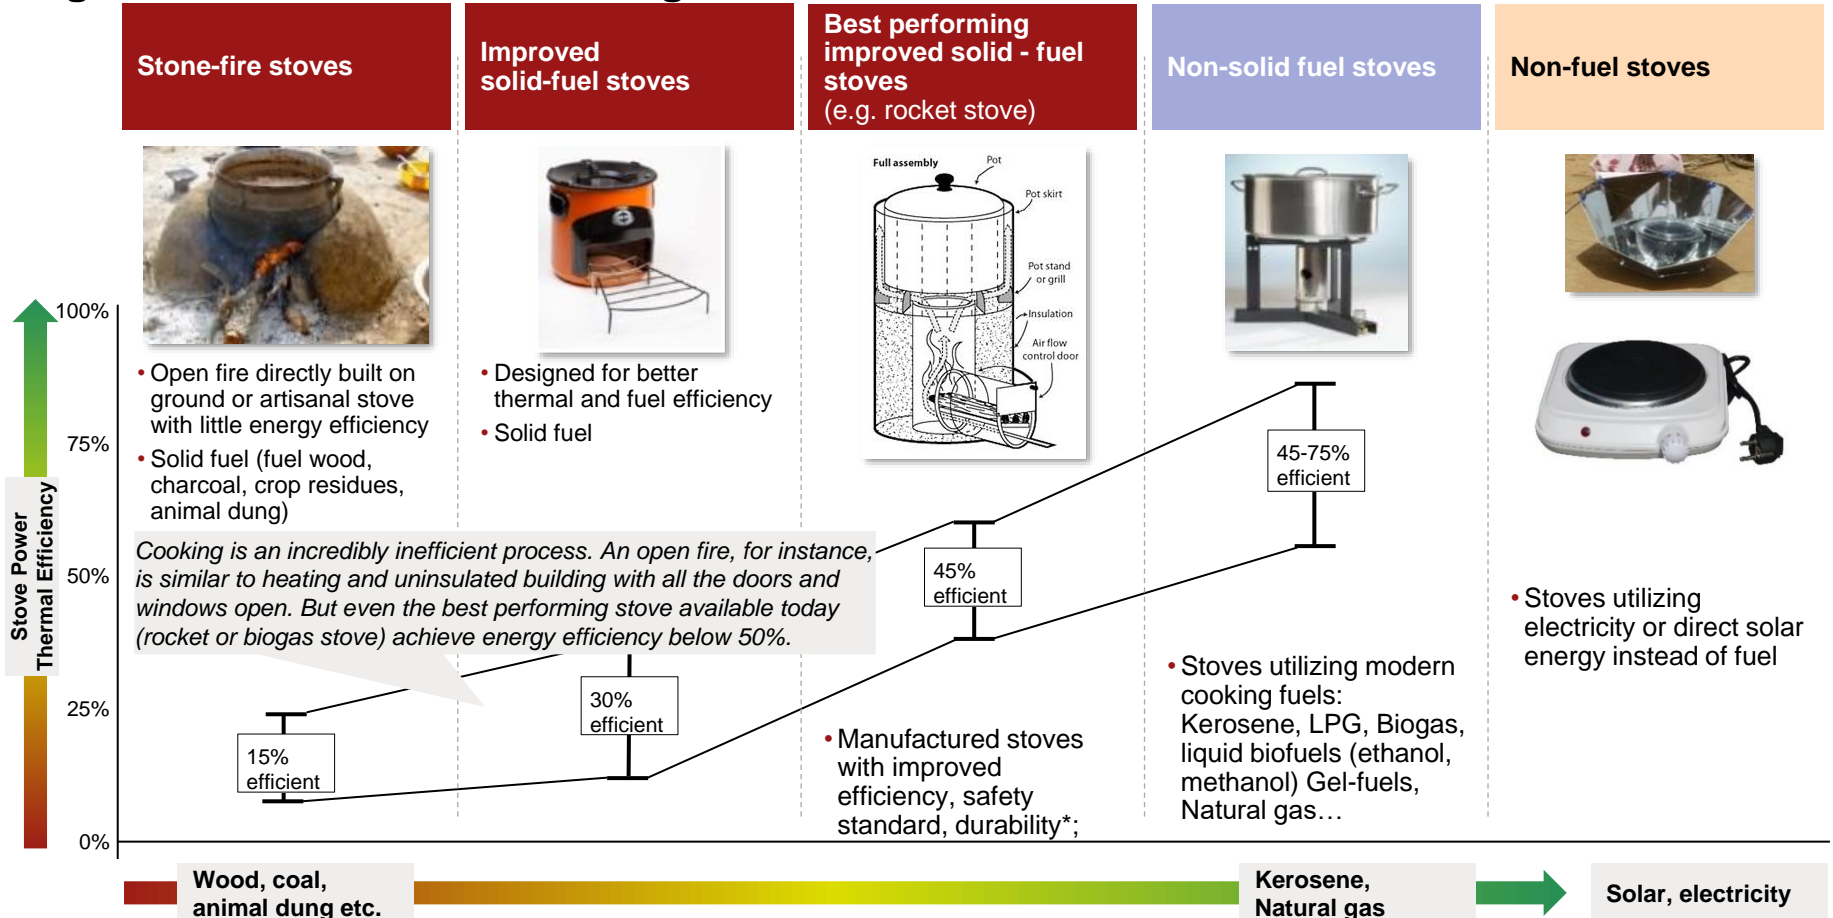 Stone-fire stoves
Improved
solid-fuel stoves
Best performing
improved solid - fuel
stoves
(e.g. rocket stove)
Non-solid fuel stoves
Non-fuel stoves
Full assembly
Pot
Pot skirt
Pot stand
or grill
Insulation
Air flow
control door
100%
75%
50%
25%
0%
Stove Power
Thermal Efficiency
• Open fire directly built on
ground or artisanal stove
with little energy efficiency
• Solid fuel (fuel wood,
charcoal, crop residues,
animal dung)
• Designed for better
thermal and fuel efficiency
• Solid fuel
Cooking is an incredibly inefficient process. An open fire, for instance,
is similar to heating and uninsulated building with all the doors and
windows open. But even the best performing stove available today
(rocket or biogas stove) achieve energy efficiency below 50%.
15%
efficient
30%
efficient
45%
efficient
45-75%
efficient
• Manufactured stoves
with improved
efficiency, safety
standard, durability*;
• Stoves utilizing modern
cooking fuels:
Kerosene, LPG, Biogas,
liquid biofuels (ethanol,
methanol) Gel-fuels,
Natural gas…
• Stoves utilizing
electricity or direct solar
energy instead of fuel
Wood, coal,
animal dung etc.
Kerosene,
Natural gas
Solar, electricity